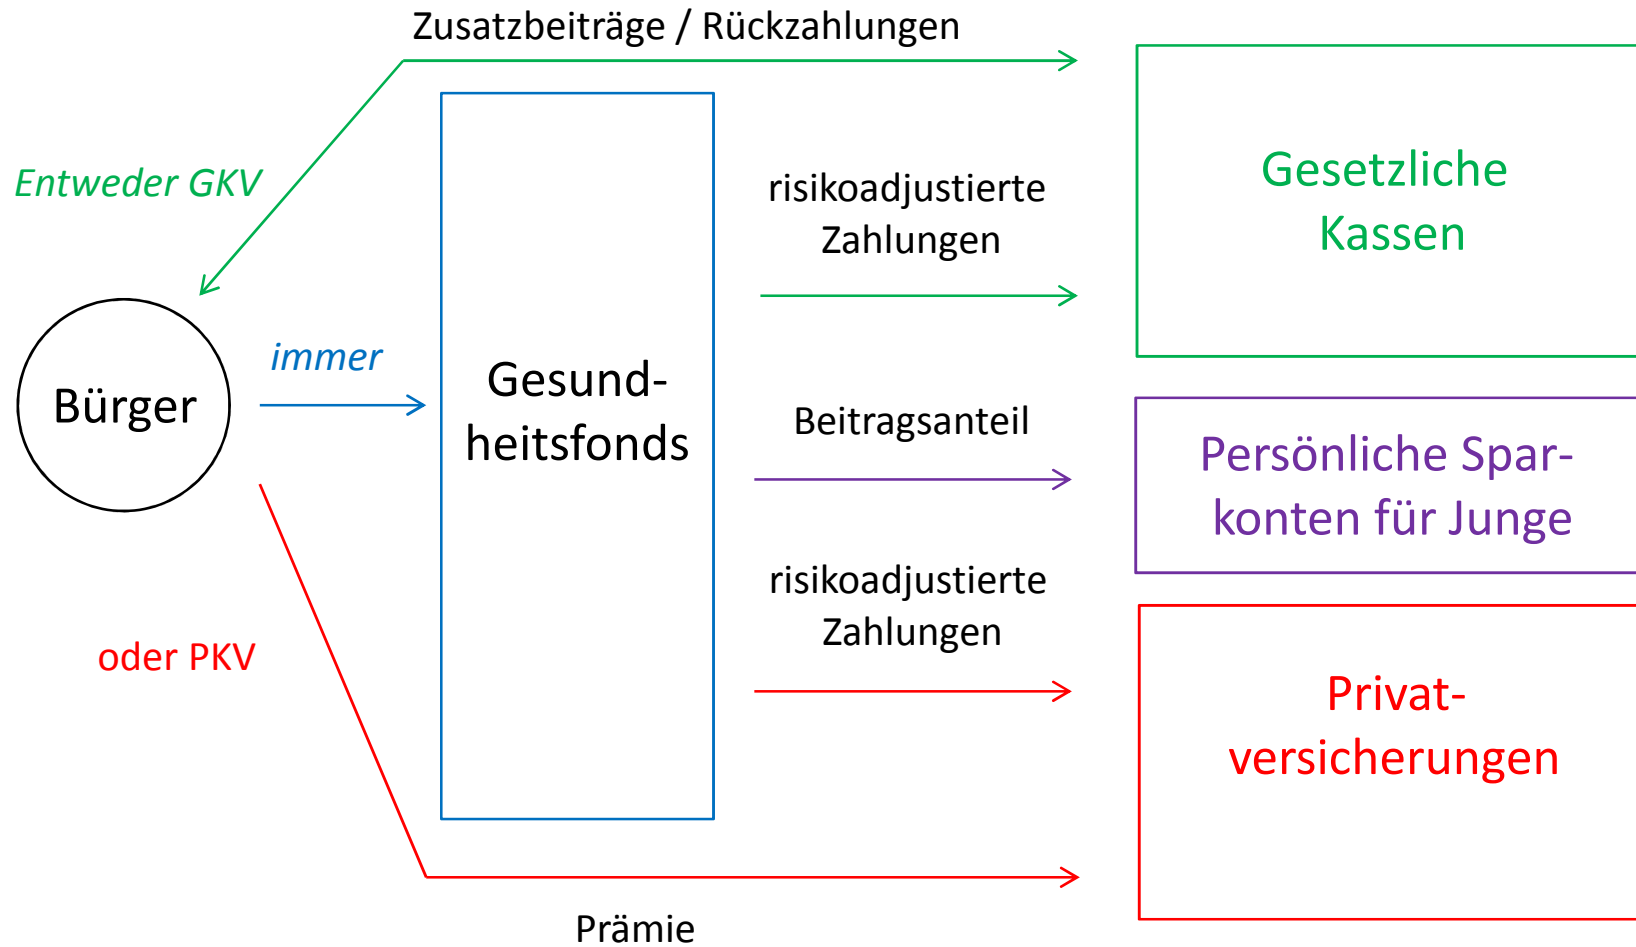 Zusatzbeiträge / Rückzahlungen
Entweder GKV
Bürger
immer
oder PKV
Gesund-
heitsfonds
risikoadjustierte
Zahlungen
Beitragsanteil
risikoadjustierte
Zahlungen
Prämie
Gesetzliche
Kassen
Persönliche Spar-
konten für Junge
Privat-
versicherungen